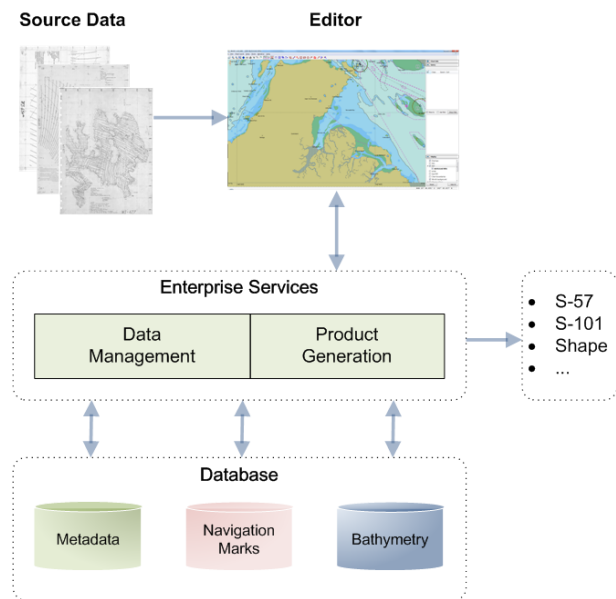 Source Data
Editor
Enterprise Services
Data
Management
Product
Generation
● S-57
● S-101
● Shape
● ...
Database
Metadata
Navigation
Marks
Bathymetry